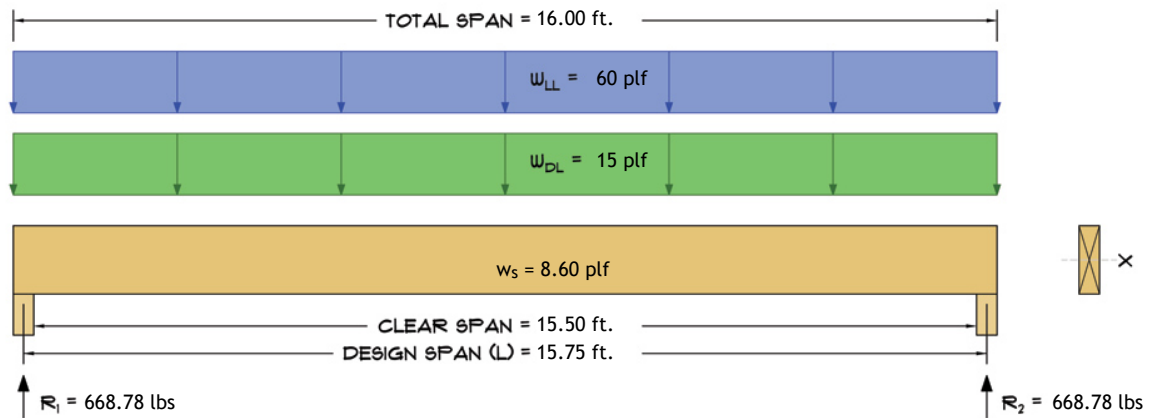 TOTAL SPAN = 16.00 ft.
WLL = 60 plf
WDL = 15 plf
ws = 8.60 plf
X
CLEAR SPAN = 15.50 ft.
DESIGN SPAN (L) = 15.75 ft.
R1 = 668.78 lbs
R2 = 668.78 lbs